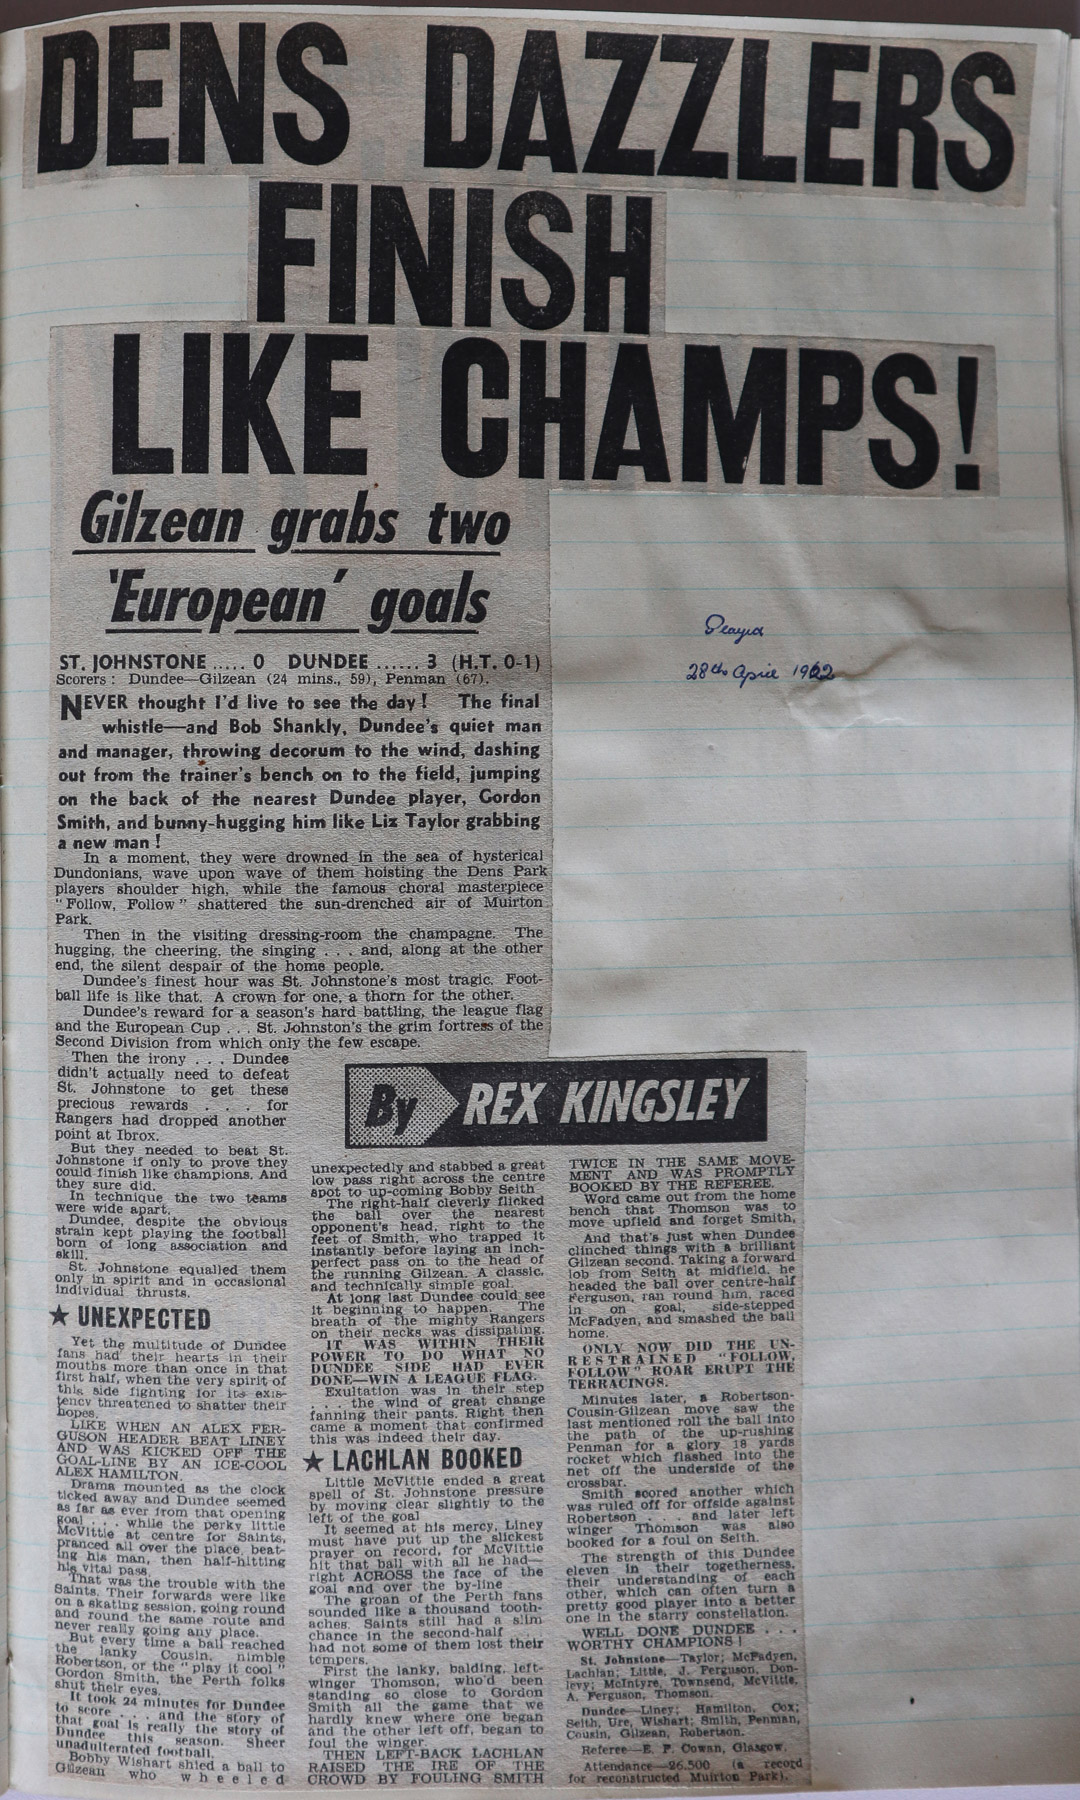 DENS DAZZLERS
FINISH
LIKE CHAMPS!
Gilzean grabs two
'European' goals
Played
28th April 1962
ST. JOHNSTONE ..... 0 DUNDEE ...... 3 (H.T. 0-1)
Scorers : Dundee—Gilzean (24 mins., 59), Penman (67).
NEVER thought I'd live to see the day! The final
whistle—and Bob Shankly, Dundee's quiet man
and manager, throwing decorum to the wind, dashing
out from the trainer's bench on to the field, jumping
on the back of the nearest Dundee player, Gordon
Smith, and bunny-hugging him like Liz Taylor grabbing
a new man !
In a moment, they were drowned in the sea of hysterical
Dundonians, wave upon wave of them hoisting the Dens Park
players shoulder high, while the famous choral masterpiece
"Follow, Follow" shattered the sun-drenched air of Muirton
Park.
Then in the visiting dressing-room the champagne. The
hugging, the cheering, the singing . . . and, along at the other
end, the silent despair of the home people.
Dundee's finest hour was St. Johnstone's most tragic. Foot-
ball life is like that. A crown for one, a thorn for the other.
Dundee's reward for a season's hard battling, the league flag
and the European Cup . . . St. Johnston's the grim fortress of the
Second Division from which only the few escape.
Then the irony . . . Dundee
didn't actually need to defeat
St. Johnstone to get these
precious rewards . . . for
Rangers had dropped another
point at Ibrox.
But they needed to beat St.
Johnstone if only to prove they
could finish like champions. And
they sure did.
In technique the two teams
were wide apart.
Dundee, despite the obvious
strain kept playing the football
born of long association and
skill.
St. Johnstone equalled them
only in spirit and in occasional
individual thrusts.
★ UNEXPECTED
Yet the multitude of Dundee
fans had their hearts in their
mouths more than once in that
first half, when the very spirit of
this side fighting for its exis-
tency threatened to shatter their
hopes.
LIKE WHEN AN ALEX FER-
GUSON HEADER BEAT LINEY
AND WAS KICKED OFF THE
GOAL-LINE BY AN ICE-COOL
ALEX HAMILTON.
Drama mounted as the clock
ticked away and Dundee seemed
as far as ever from that opening
goal . . . while the perky little
McVittie at centre for Saints,
pranced all over the place, beat-
ing his man, then half-hitting
his vital pass.
That was the trouble with the
Saints. Their forwards were like
on a skating session, going round
and round the same route and
never really going any place.
But every time a ball reached
the lanky Cousin, nimble
Robertson, or the "play it cool"
Gordon Smith, the Perth folks
shut their eyes.
It took 24 minutes for Dundee
to score . . . and the story of
that goal is really the story of
Dundee this season. Sheer
unadulterated football.
Bobby Wishart shied a ball to
Gilzean who wheeled
By REX KINGSLEY
unexpectedly and stabbed a great
low pass right across the centre
spot to up-coming Bobby Seith
The right-half cleverly flicked
the ball over the nearest
opponent's head, right to the
feet of Smith, who trapped it
instantly before laying an inch-
perfect pass on to the head of
the running Gilzean. A classic,
and technically simple goal.
At long last Dundee could see
it beginning to happen. The
breath of the mighty Rangers
on their necks was dissipating.
IT WAS WITHIN THEIR
POWER TO DO WHAT NO
DUNDEE SIDE HAD EVER
DONE—WIN A LEAGUE FLAG.
Exultation was in their step
. . . the wind of great change
fanning their pants. Right then
came a moment that confirmed
this was indeed their day.
★ LACHLAN BOOKED
Little McVittie ended a great
spell of St. Johnstone pressure
by moving clear slightly to the
left of the goal
It seemed at his mercy. Liney
must have put up the slickest
prayer on record, for McVittie
hit that ball with all he had—
right ACROSS the face of the
goal and over the by-line
The groan of the Perth fans
sounded like a thousand tooth-
aches. Saints still had a slim
chance in the second-half . . .
had not some of them lost their
tempers.
First the lanky, balding, left-
winger Thomson, who'd been
standing so close to Gordon
Smith all the game that we
hardly knew where one began
and the other left off, began to
foul the winger.
THEN LEFT-BACK LACHLAN
RAISED THE IRE OF THE
CROWD BY FOULING SMITH
TWICE IN THE SAME MOVE-
MENT AND WAS PROMPTLY
BOOKED BY THE REFEREE.
Word came out from the home
bench that Thomson was to
move upfield and forget Smith.
And that's just when Dundee
clinched things with a brilliant
Gilzean second. Taking a forward
lob from Seith at midfield, he
headed the ball over centre-half
Ferguson, ran round him, raced
in on goal, side-stepped
McFadyen, and smashed the ball
home.
ONLY NOW DID THE UN-
RESTRAINED "FOLLOW,
FOLLOW" ROAR ERUPT THE
TERRACINGS.
Minutes later, a Robertson-
Cousin-Gilzean move saw the
last mentioned roll the ball into
the path of the up-rushing
Penman for a glory 18 yards
rocket which flashed into the
net off the underside of the
crossbar.
Smith scored another which
was ruled off for offside against
Robertson . . . and later left
winger Thomson was also
booked for a foul on Seith.
The strength of this Dundee
eleven in their togetherness,
their understanding of each
other, which can often turn a
pretty good player into a better
one in the starry constellation.
WELL DONE DUNDEE . . .
WORTHY CHAMPIONS !
St. Johnstone—Taylor; McFadyen,
Lachlan; Little, J. Ferguson, Don-
levy; McIntyre, Townsend, McVittie,
A. Ferguson, Thomson.
Dundee—Liney; Hamilton, Cox;
Seith, Ure, Wishart; Smith, Penman,
Cousin, Gilzean, Robertson.
Referee—E. F. Cowan, Glasgow.
Attendance—26,500 (a record
for reconstructed Muirton Park).